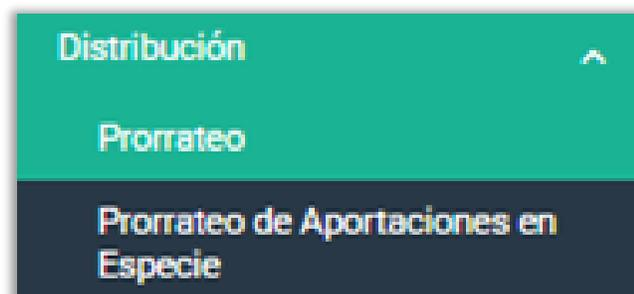 Distribución
Prorrateo
Prorrateo de Aportaciones en
Especie